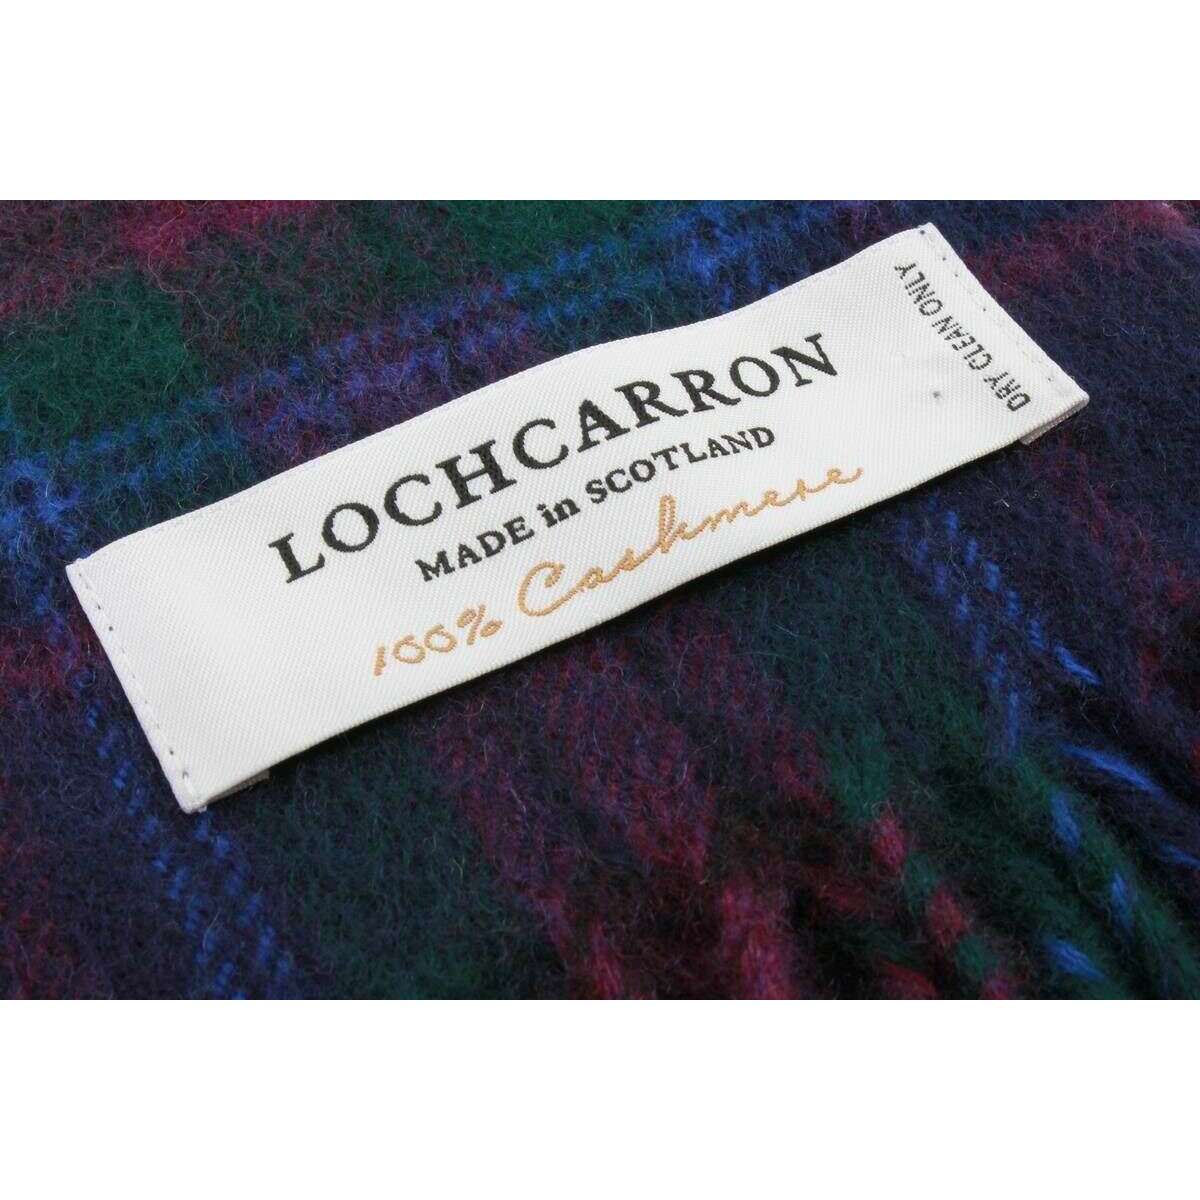 LOCHCARRON
MADE in SCOTLAND
100% Cashmere
DRY CLEAN ONLY